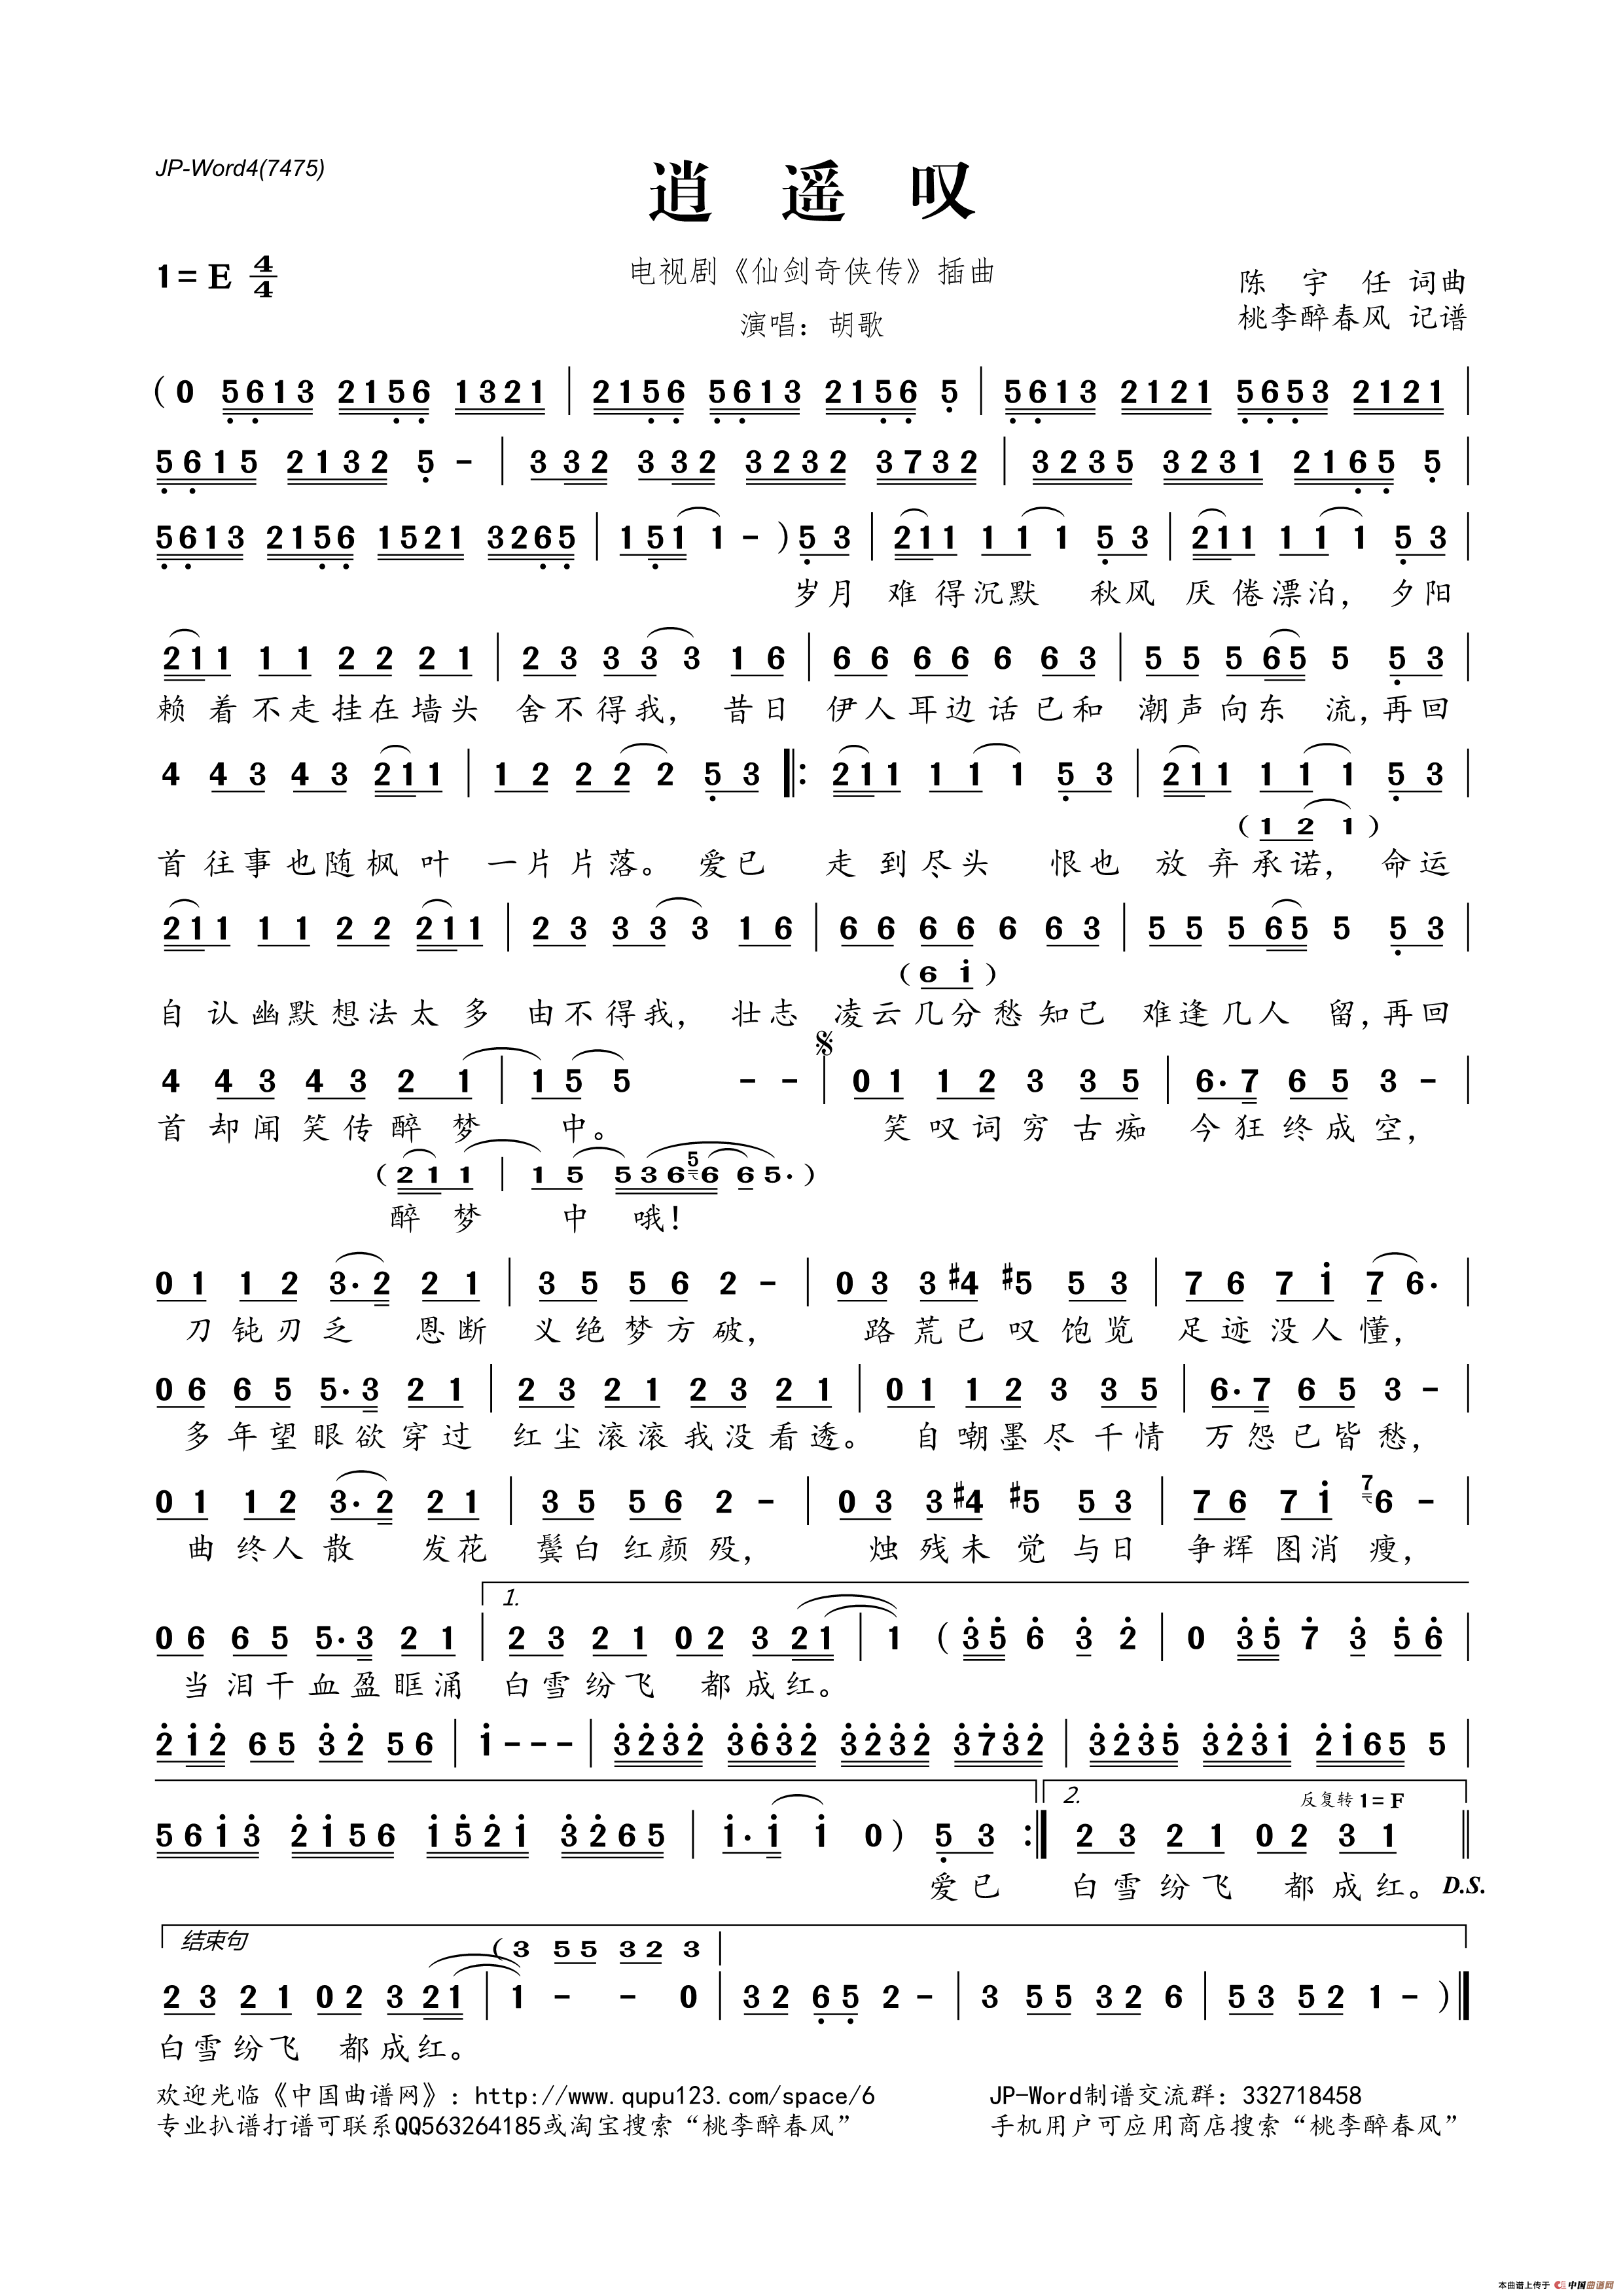 JP-Word4(7475)
逍遥叹
1=E 4/4
电视剧《仙剑奇侠传》插曲
演唱：胡歌
陈宇任 词曲
桃李醉春风 记谱
(0 5613 2156 1321 | 2156 5613 2156 5 | 5613 2121 5653 2121 |
5615 2132 5 - | 332 332 3232 3732 | 3235 3231 2165 5 |
5613 2156 1521 3265 | 151 1 - ) 53 | 211 11 1 53 | 211 11 1 53 |
岁月 难得沉默 秋风 厌倦漂泊, 夕阳
211 11 22 21 | 23 33 3 16 | 66 66 6 63 | 55 565 5 53 |
赖着不走挂在墙头 舍不得我, 昔日 伊人耳边话已和 潮声向东 流,再回
4 43 43 211 | 12 22 2 53 |: 211 11 1 53 | 211 11 1 53 |
(12 1)
首往事也随枫叶 一片片落。 爱已 走到尽头 恨也 放弃承诺, 命运
211 11 22 211 | 23 33 3 16 | 66 66 6 63 | 55 565 5 53 |
(6i)
自认幽默想法太多 由不得我, 壮志 凌云几分愁知己 难逢几人 留,再回
4 43 43 2 1 | 15 5 - - | 01 12 3 35 | 6·7 65 3 - |
首却闻笑传醉梦 中。 笑叹词穷古痴 今狂终成空,
(211 | 15 536566 5·)
醉梦 中 哦!
01 12 3·2 21 | 35 56 2 - | 03 3#4 #5 53 | 76 7i 76· |
刀钝刃乏 恩断 义绝梦方破, 路荒已叹饱览 足迹没人懂,
06 65 5·3 21 | 23 21 23 21 | 01 12 3 35 | 6·7 65 3 - |
多年望眼欲穿过 红尘滚滚我没看透。 自嘲墨尽千情 万怨已皆愁,
01 12 3·2 21 | 35 56 2 - | 03 3#4 #5 53 | 76 7i 76 - |
曲终人散 发花 鬓白红颜殁, 烛残未觉与日 争辉图消瘦,
1.
06 65 5·3 21 | 23 21 02 321 | 1 (35 6 3 2 | 0 35 7 3 56 |
当泪干血盈眶涌 白雪纷飞 都成红。
2i2 65 32 56 | i - - - | 3232 3632 3232 3732 | 3235 3231 2i65 5 |
2. 反复转 1=F
56i3 2i56 i52i 3265 | i·i i 0) 53 :| 23 21 02 31 ||
爱已 白雪纷飞 都成红。 D.S.
结束句
(3 55 32 3 |
23 21 02 321 | 1 - - 0 | 32 65 2 - | 3 55 32 6 | 53 52 1 - ) ||
白雪纷飞 都成红。
欢迎光临《中国曲谱网》：http://www.qupu123.com/space/6 JP-Word制谱交流群：332718458
专业扒谱打谱可联系QQ563264185或淘宝搜索“桃李醉春风” 手机用户可应用商店搜索“桃李醉春风”
本曲谱上传于 中国曲谱网